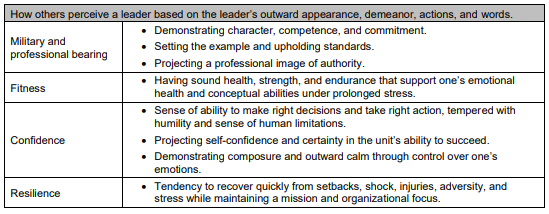 How others perceive a leader based on the leader's outward appearance, demeanor, actions, and words.
Military and
professional bearing
• Demonstrating character, competence, and commitment.
• Setting the example and upholding standards.
• Projecting a professional image of authority.
Fitness
• Having sound health, strength, and endurance that support one's emotional
health and conceptual abilities under prolonged stress.
Confidence
• Sense of ability to make right decisions and take right action, tempered with
humility and sense of human limitations.
• Projecting self-confidence and certainty in the unit's ability to succeed.
• Demonstrating composure and outward calm through control over one's
emotions.
Resilience
• Tendency to recover quickly from setbacks, shock, injuries, adversity, and
stress while maintaining a mission and organizational focus.